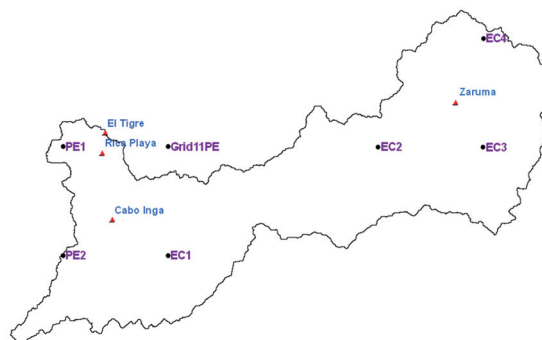 EC4
Zaruma
El Tigre
PE1
Rica Playa
Grid11PE
EC2
EC3
Cabo Inga
PE2
EC1